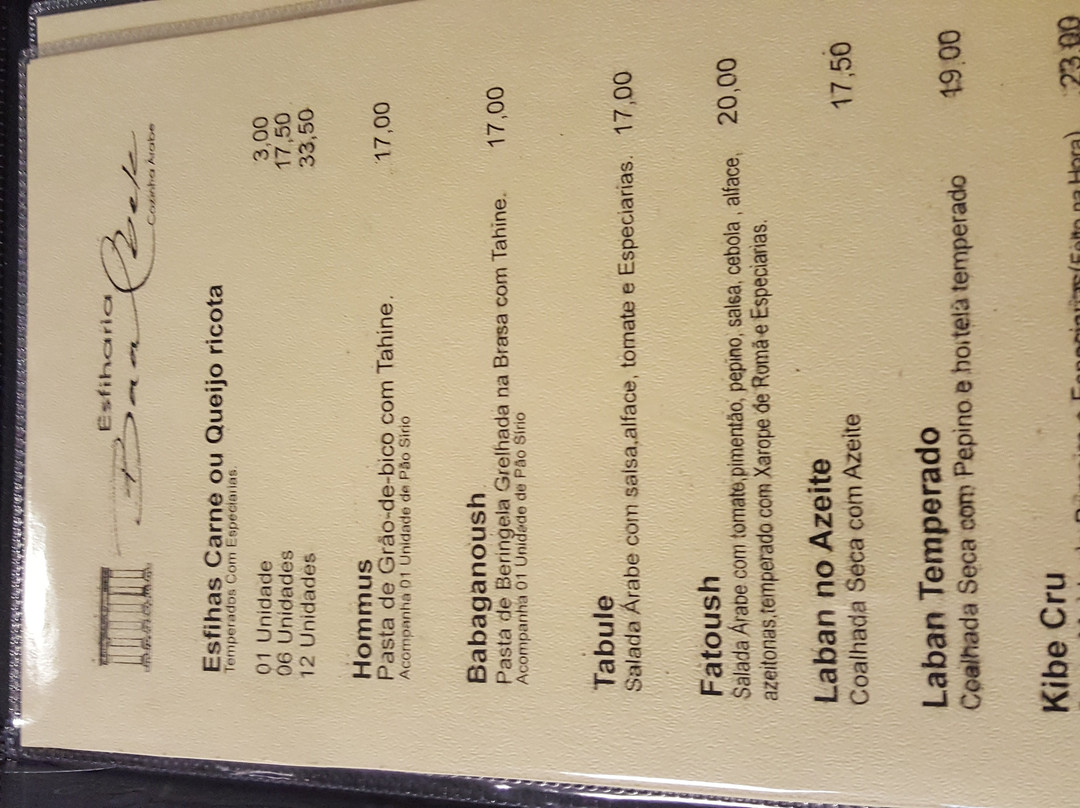 Esfiharia
Baalbek
Cozinha Árabe
Esfihas Carne ou Queijo ricota
Temperados Com Especiarias.
01 Unidade 3,00
06 Unidades 17,50
12 Unidades 33,50
Hommus
Pasta de Grão-de-bico com Tahine. 17,00
Acompanha 01 Unidade de Pão Sírio
Babaganoush
Pasta de Beringela Grelhada na Brasa com Tahine. 17,00
Acompanha 01 Unidade de Pão Sírio
Tabule
Salada Árabe com salsa,alface, tomate e Especiarias. 17,00
Fatoush
Salada Árabe com tomate,pimentão, pepino, salsa, cebola , alface, 20,00
azeitonas,temperado com Xarope de Romã e Especiarias.
Laban no Azeite
Coalhada Seca com Azeite 17,50
Laban Temperado
Coalhada Seca com Pepino e hortelã temperado 19,00
Kibe Cru 23,00